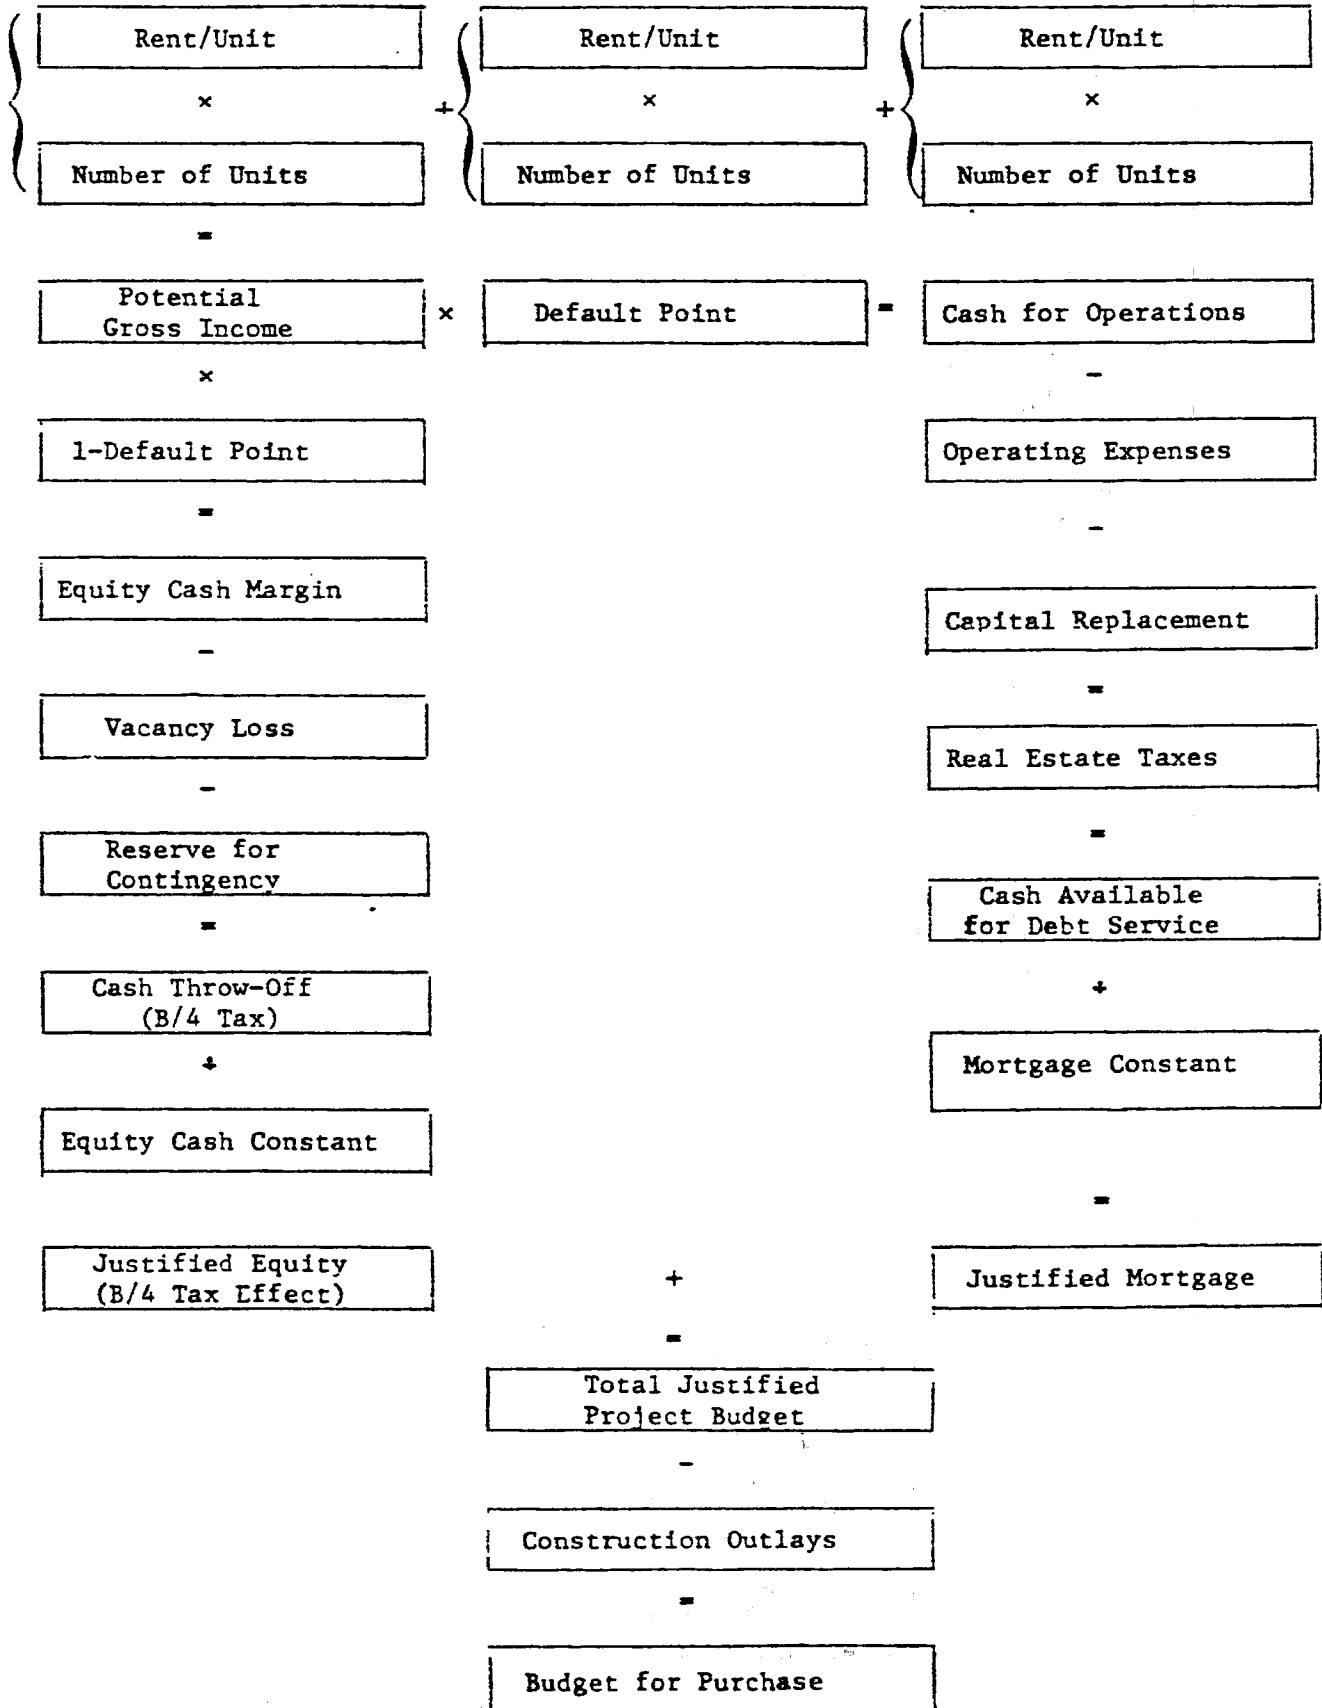 Rent/Unit Rent/Unit Rent/Unit
× + × + ×
Number of Units Number of Units Number of Units
=
Potential
Gross Income × Default Point = Cash for Operations
× -
1-Default Point Operating Expenses
= -
Equity Cash Margin Capital Replacement
- =
Vacancy Loss Real Estate Taxes
- =
Reserve for
Contingency
Cash Available
for Debt Service
= ÷
Cash Throw-Off
(B/4 Tax)
÷ Mortgage Constant
Equity Cash Constant
=
Justified Equity
(B/4 Tax Effect) + Justified Mortgage
=
Total Justified
Project Budget
-
Construction Outlays
=
Budget for Purchase